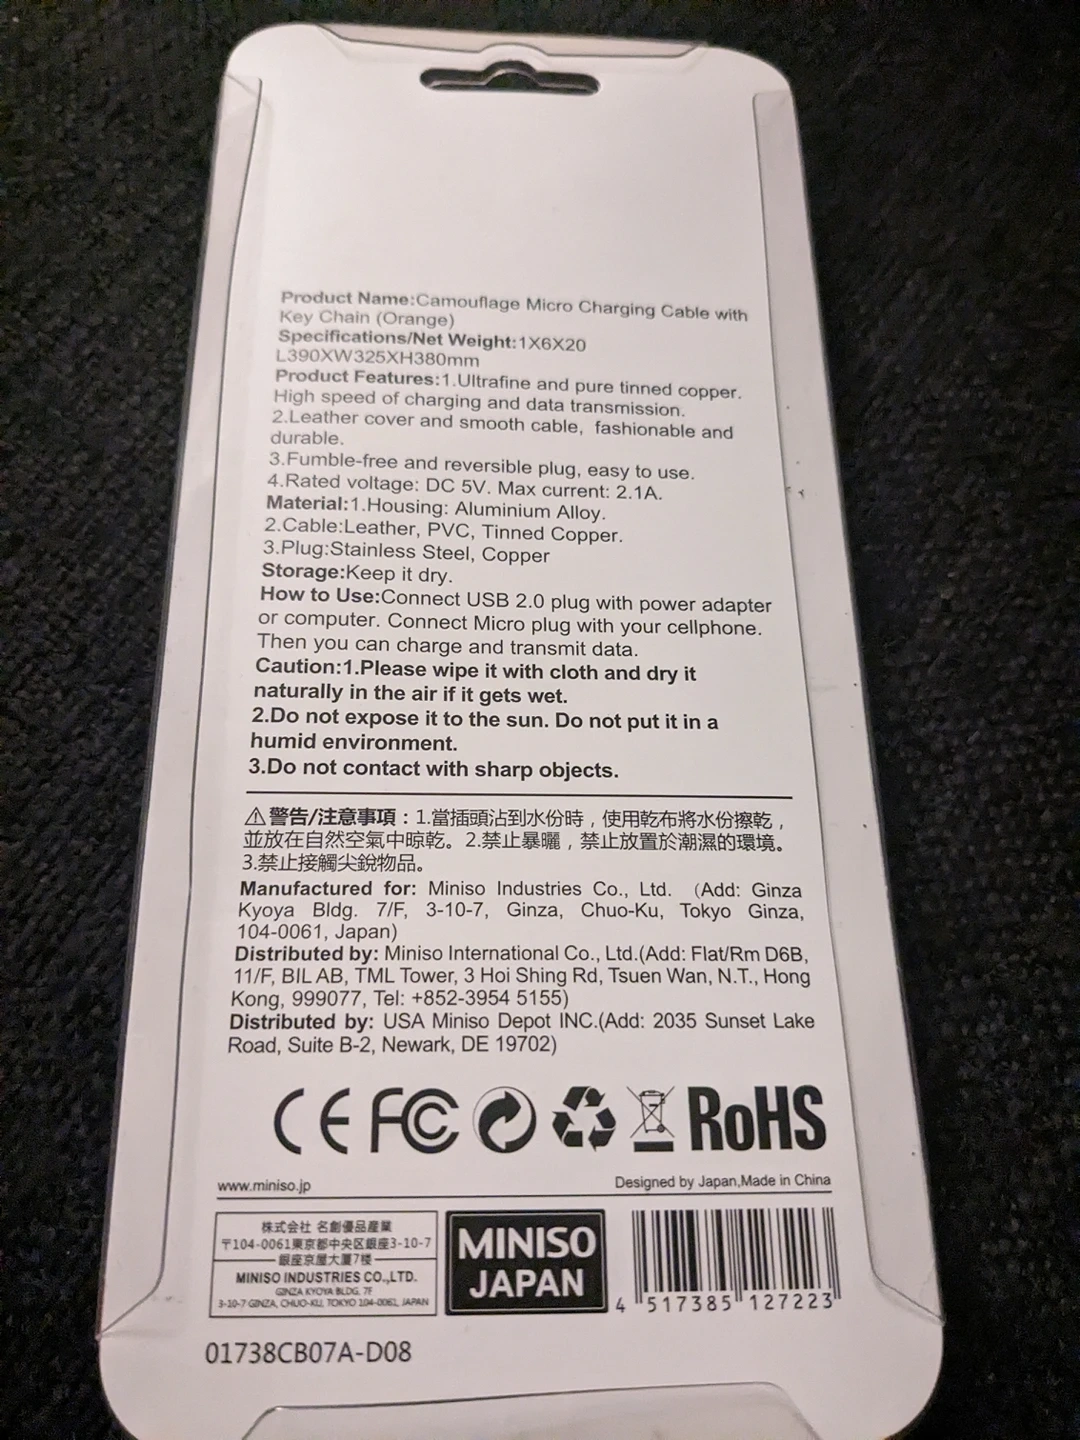 Product Name:Camouflage Micro Charging Cable with
Key Chain (Orange)
Specifications/Net Weight:1X6X20
L390XW325XH380mm
Product Features:1.Ultrafine and pure tinned copper.
High speed of charging and data transmission.
2.Leather cover and smooth cable, fashionable and
durable.
3.Fumble-free and reversible plug, easy to use.
4.Rated voltage: DC 5V. Max current: 2.1A.
Material:1.Housing: Aluminium Alloy.
2.Cable:Leather, PVC, Tinned Copper.
3.Plug:Stainless Steel, Copper
Storage:Keep it dry.
How to Use:Connect USB 2.0 plug with power adapter
or computer. Connect Micro plug with your cellphone.
Then you can charge and transmit data.
Caution:1.Please wipe it with cloth and dry it
naturally in the air if it gets wet.
2.Do not expose it to the sun. Do not put it in a
humid environment.
3.Do not contact with sharp objects.
⚠警告/注意事項：1.當插頭沾到水份時，使用乾布將水份擦乾，
並放在自然空氣中晾乾。2.禁止暴曬，禁止放置於潮濕的環境。
3.禁止接觸尖銳物品。
Manufactured for: Miniso Industries Co., Ltd. (Add: Ginza
Kyoya Bldg. 7/F, 3-10-7, Ginza, Chuo-Ku, Tokyo Ginza,
104-0061, Japan)
Distributed by: Miniso International Co., Ltd.(Add: Flat/Rm D6B,
11/F, BIL AB, TML Tower, 3 Hoi Shing Rd, Tsuen Wan, N.T., Hong
Kong, 999077, Tel: +852-3954 5155)
Distributed by: USA Miniso Depot INC.(Add: 2035 Sunset Lake
Road, Suite B-2, Newark, DE 19702)
CE FC RoHS
www.miniso.jp Designed by Japan,Made in China
株式会社 名創優品産業
〒104-0061東京都中央区銀座3-10-7
銀座京屋大厦7楼
MINISO INDUSTRIES CO.,LTD.
GINZA KYOYA BLDG. 7F
3-10-7 GINZA, CHUO-KU, TOKYO 104-0061, JAPAN
MINISO
JAPAN
4 517385 127223
01738CB07A-D08